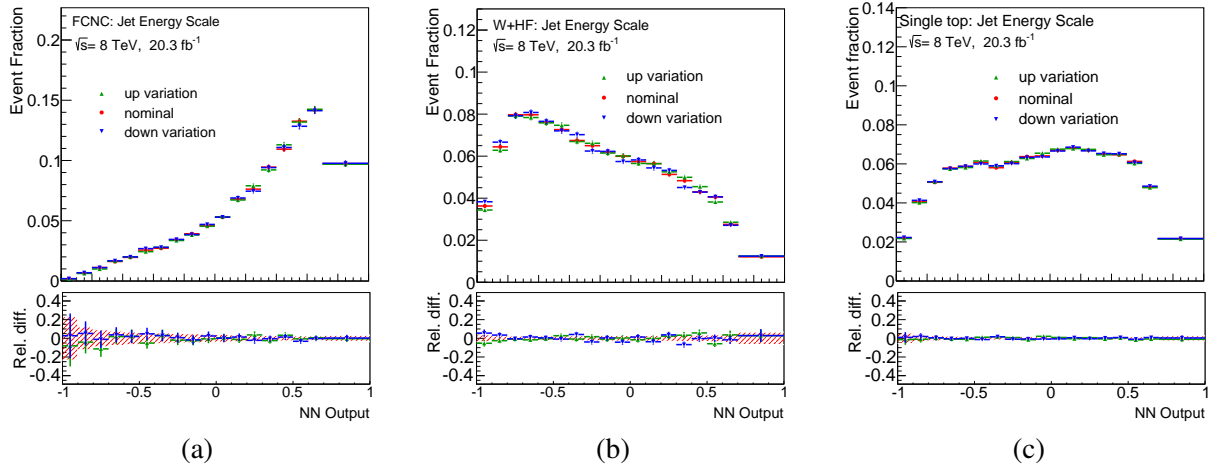 FCNC: Jet Energy Scale
√s= 8 TeV, 20.3 fb⁻¹
up variation
nominal
down variation
Event Fraction
0.2
0.15
0.1
0.05
0
Rel. diff.
0.4
0.2
0
-0.2
-0.4
-1 -0.5 0 0.5 1
NN Output
(a)
W+HF: Jet Energy Scale
√s= 8 TeV, 20.3 fb⁻¹
up variation
nominal
down variation
Event Fraction
0.12
0.1
0.08
0.06
0.04
0.02
0
Rel. diff.
0.4
0.2
0
-0.2
-0.4
-1 -0.5 0 0.5 1
NN Output
(b)
Single top: Jet Energy Scale
√s= 8 TeV, 20.3 fb⁻¹
up variation
nominal
down variation
Event fraction
0.14
0.12
0.1
0.08
0.06
0.04
0.02
0
Rel. diff.
0.4
0.2
0
-0.2
-0.4
-1 -0.5 0 0.5 1
NN Output
(c)